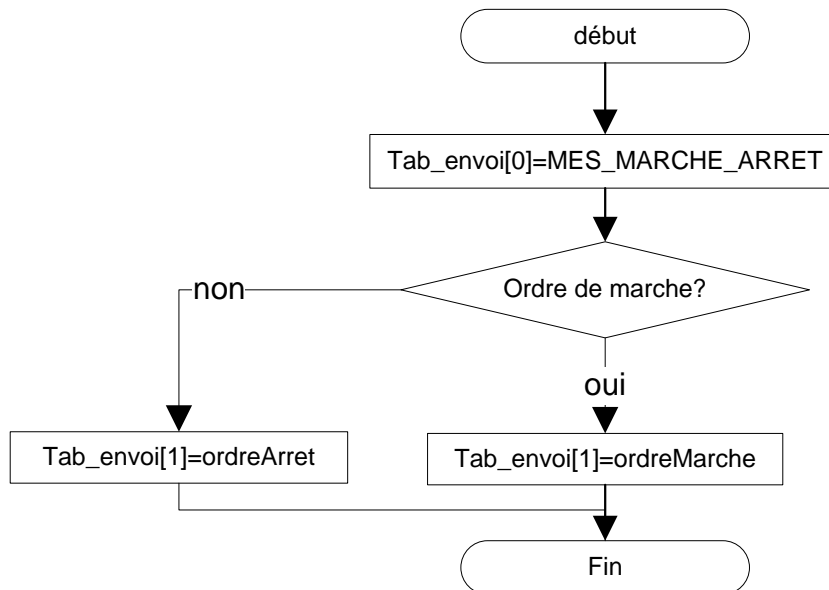 début
Tab_envoi[0]=MES_MARCHE_ARRET
Ordre de marche?
non
oui
Tab_envoi[1]=ordreArret
Tab_envoi[1]=ordreMarche
Fin